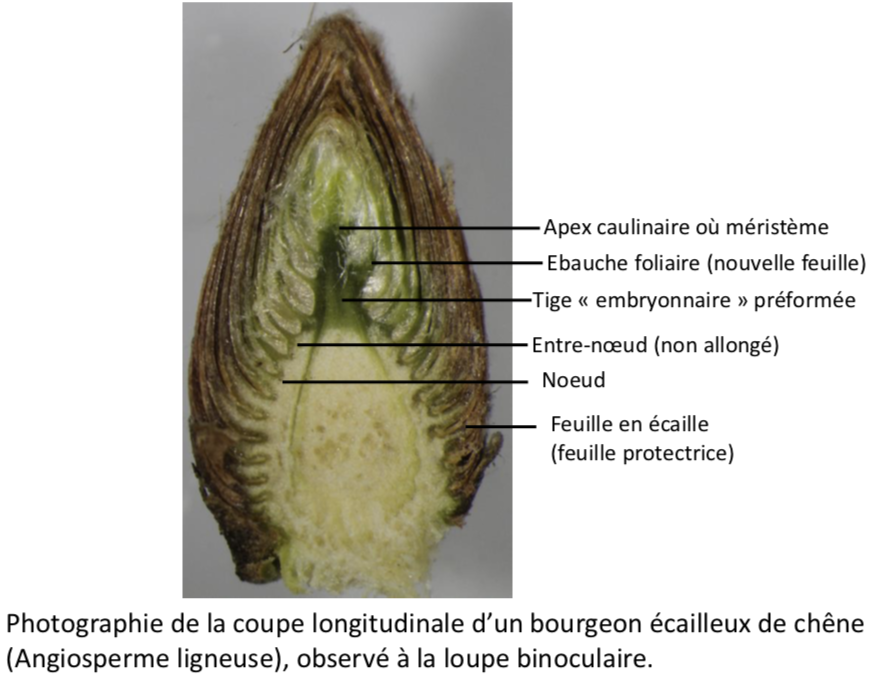 Apex caulinaire où méristème
Ebauche foliaire (nouvelle feuille)
Tige « embryonnaire » préformée
Entre-nœud (non allongé)
Noeud
Feuille en écaille
(feuille protectrice)
Photographie de la coupe longitudinale d’un bourgeon écailleux de chêne
(Angiosperme ligneuse), observé à la loupe binoculaire.